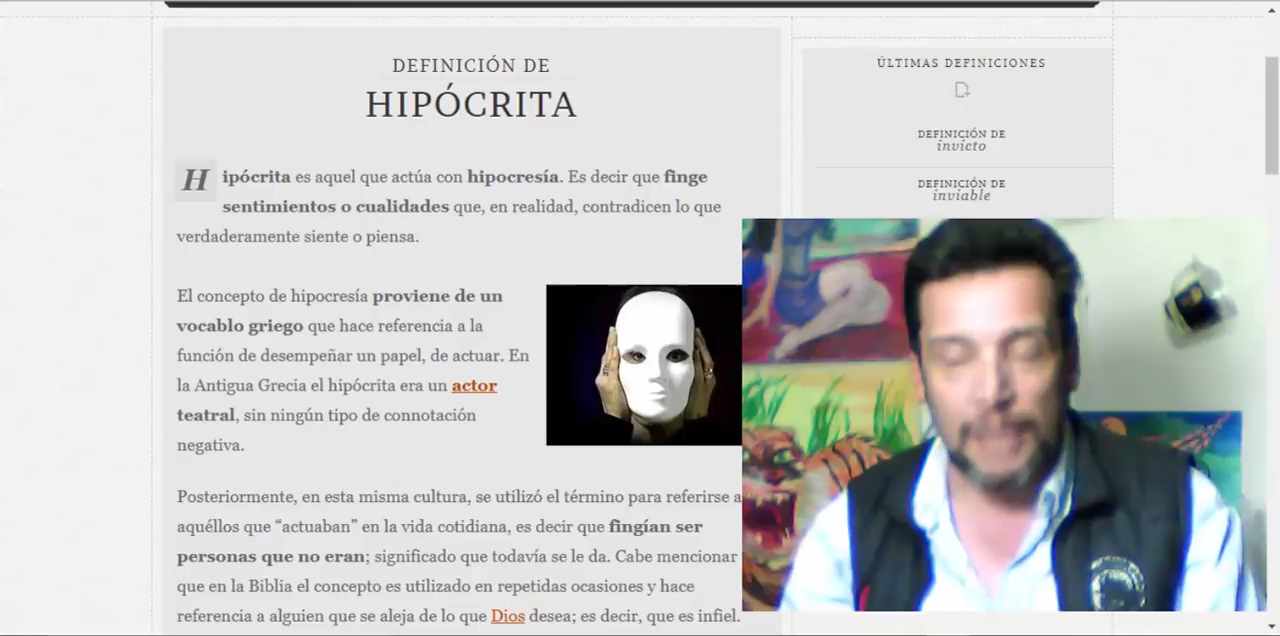 DEFINICIÓN DE
HIPÓCRITA
Hipócrita es aquel que actúa con hipocresía. Es decir que finge
sentimientos o cualidades que, en realidad, contradicen lo que
verdaderamente siente o piensa.
El concepto de hipocresía proviene de un
vocablo griego que hace referencia a la
función de desempeñar un papel, de actuar. En
la Antigua Grecia el hipócrita era un actor
teatral, sin ningún tipo de connotación
negativa.
Posteriormente, en esta misma cultura, se utilizó el término para referirse a
aquéllos que “actuaban” en la vida cotidiana, es decir que fingían ser
personas que no eran; significado que todavía se le da. Cabe mencionar
que en la Biblia el concepto es utilizado en repetidas ocasiones y hace
referencia a alguien que se aleja de lo que Dios desea; es decir, que es infiel.
ÚLTIMAS DEFINICIONES
DEFINICIÓN DE
invicto
DEFINICIÓN DE
inviable